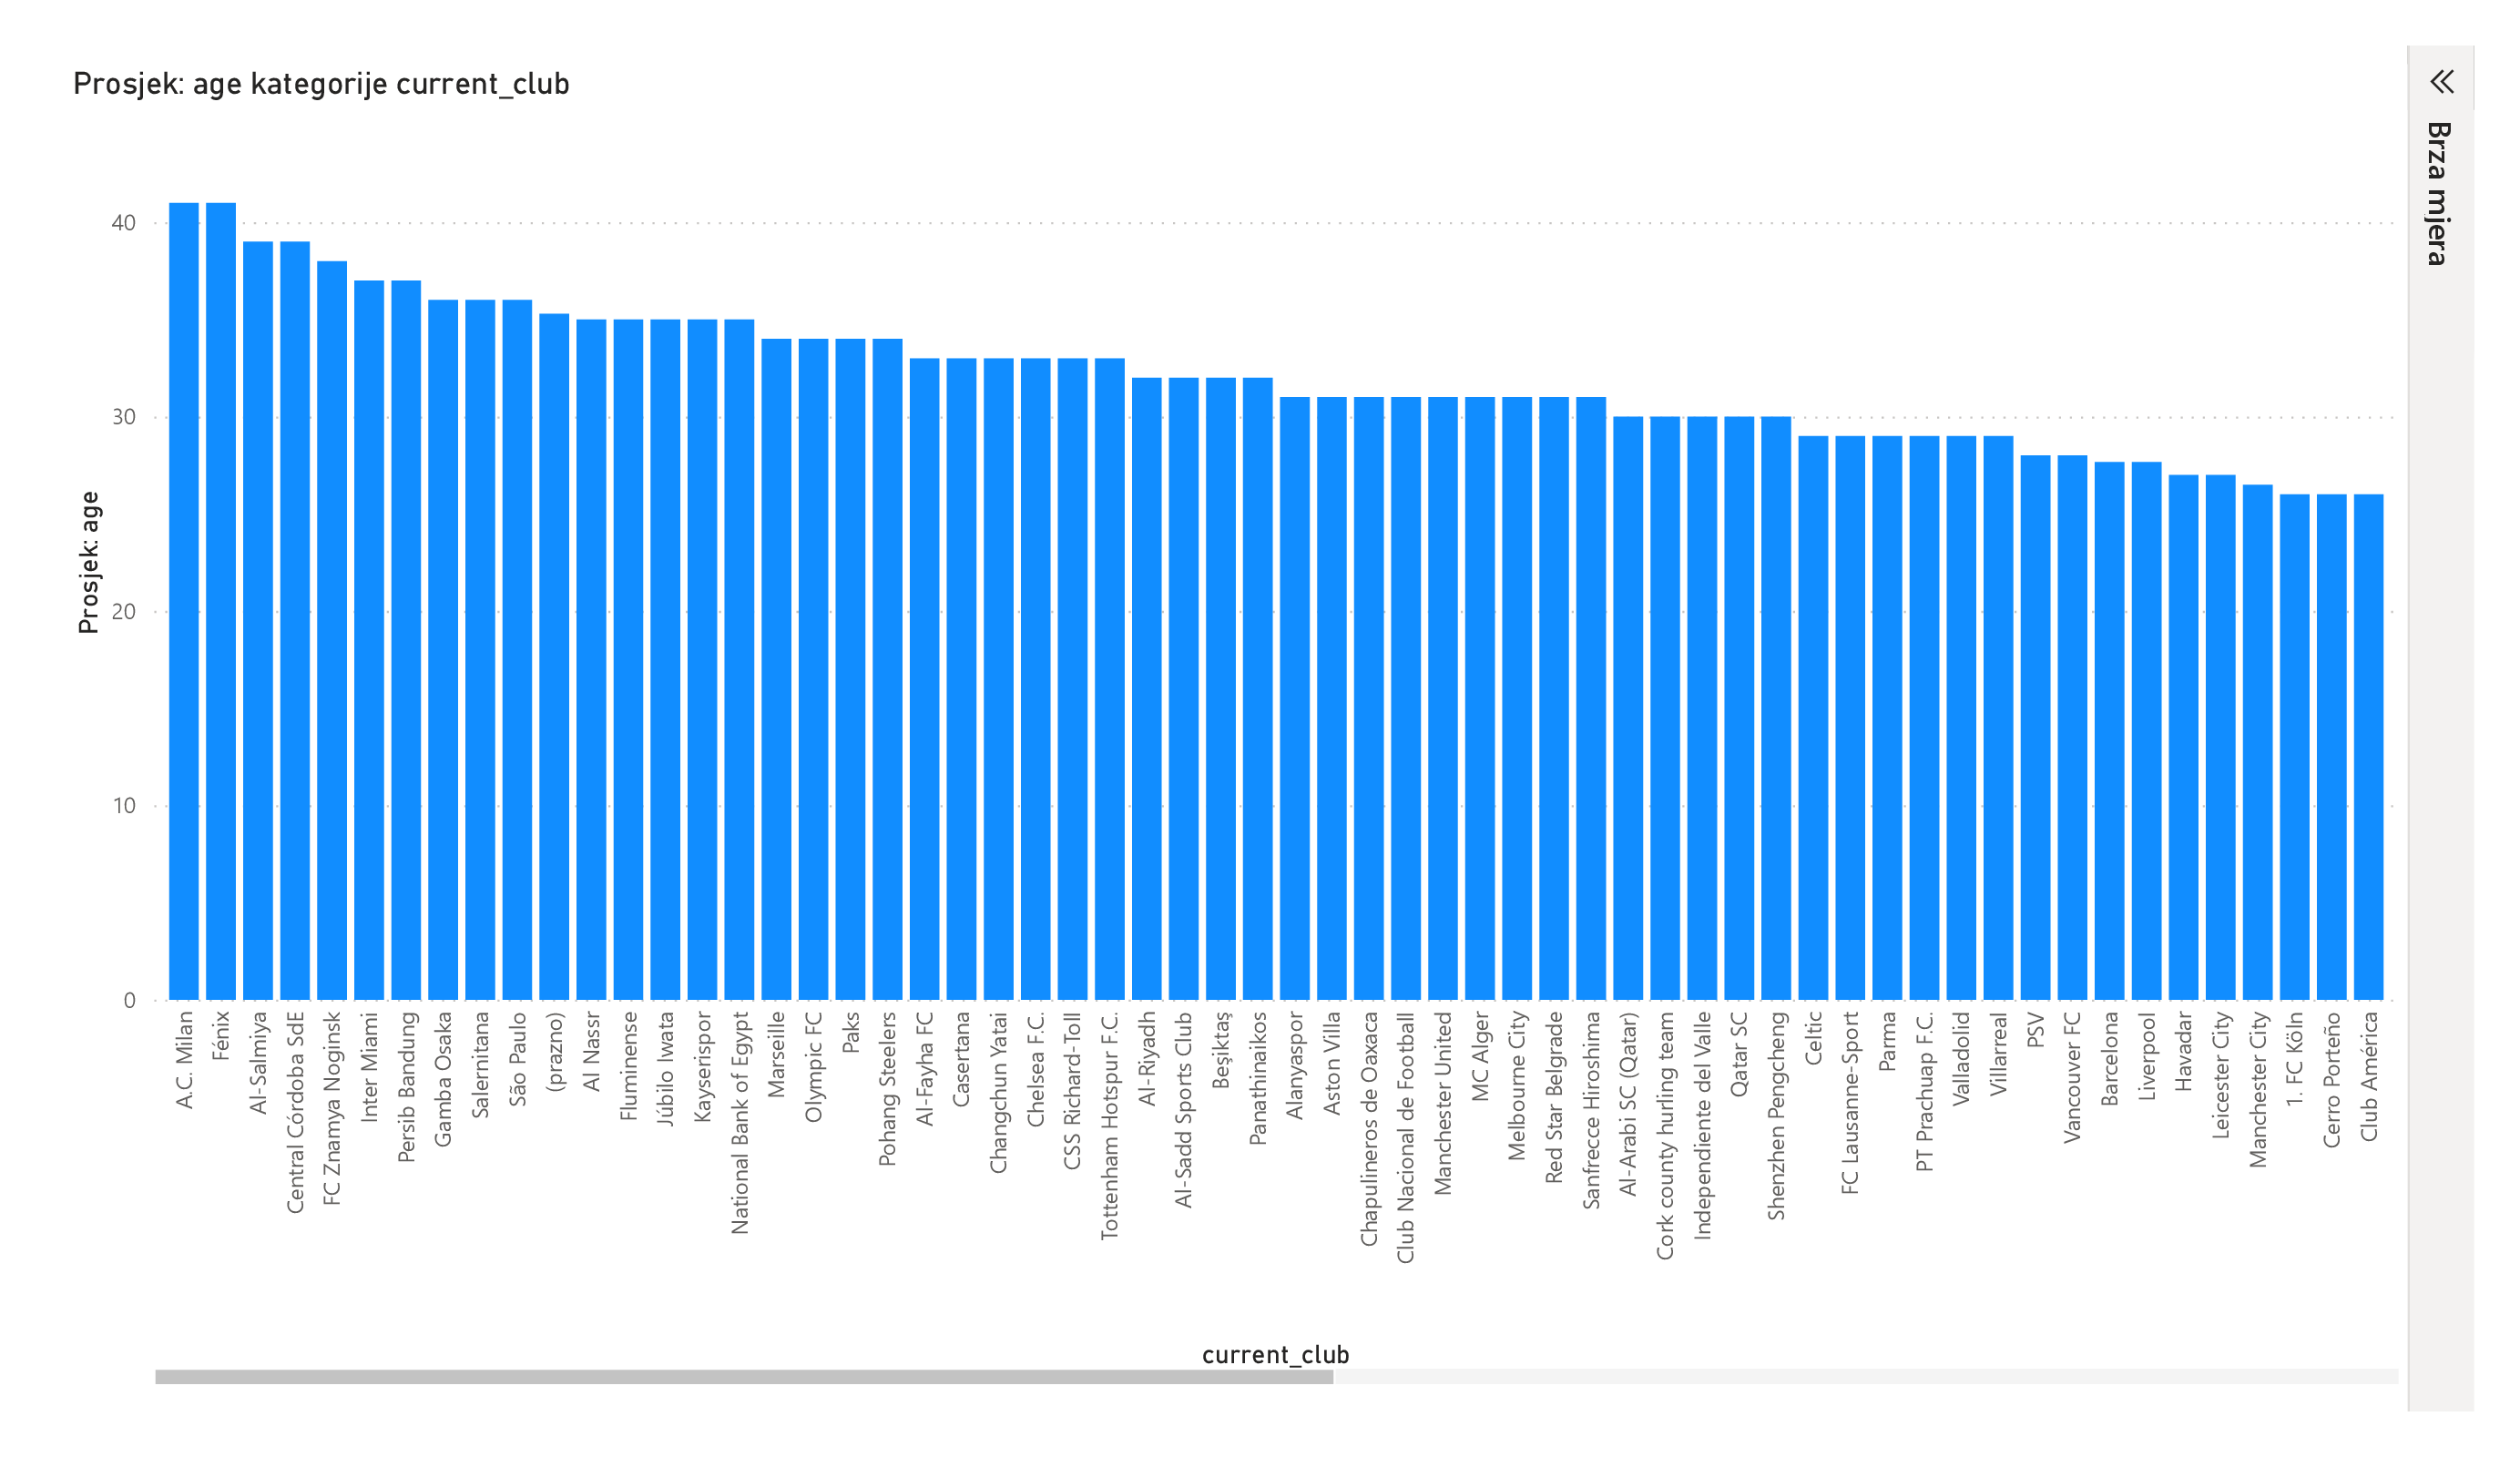 Prosjek: age kategorije current_club
Brza mjera
Prosjek: age
40
30
20
10
0
A.C. Milan
Fénix
Al-Salmiya
Central Córdoba SdE
FC Znamya Noginsk
Inter Miami
Persib Bandung
Gamba Osaka
Salernitana
São Paulo
(prazno)
Al Nassr
Fluminense
Júbilo Iwata
Kayserispor
National Bank of Egypt
Marseille
Olympic FC
Paks
Pohang Steelers
Al-Fayha FC
Casertana
Changchun Yatai
Chelsea F.C.
CSS Richard-Toll
Tottenham Hotspur F.C.
Al-Riyadh
Al-Sadd Sports Club
Beşiktaş
Panathinaikos
Alanyaspor
Aston Villa
Chapulineros de Oaxaca
Club Nacional de Football
Manchester United
MC Alger
Melbourne City
Red Star Belgrade
Sanfrecce Hiroshima
Al-Arabi SC (Qatar)
Cork county hurling team
Independiente del Valle
Qatar SC
Shenzhen Pengcheng
Celtic
FC Lausanne-Sport
Parma
PT Prachuap F.C.
Valladolid
Villarreal
PSV
Vancouver FC
Barcelona
Liverpool
Havadar
Leicester City
Manchester City
1. FC Köln
Cerro Porteño
Club América
current_club